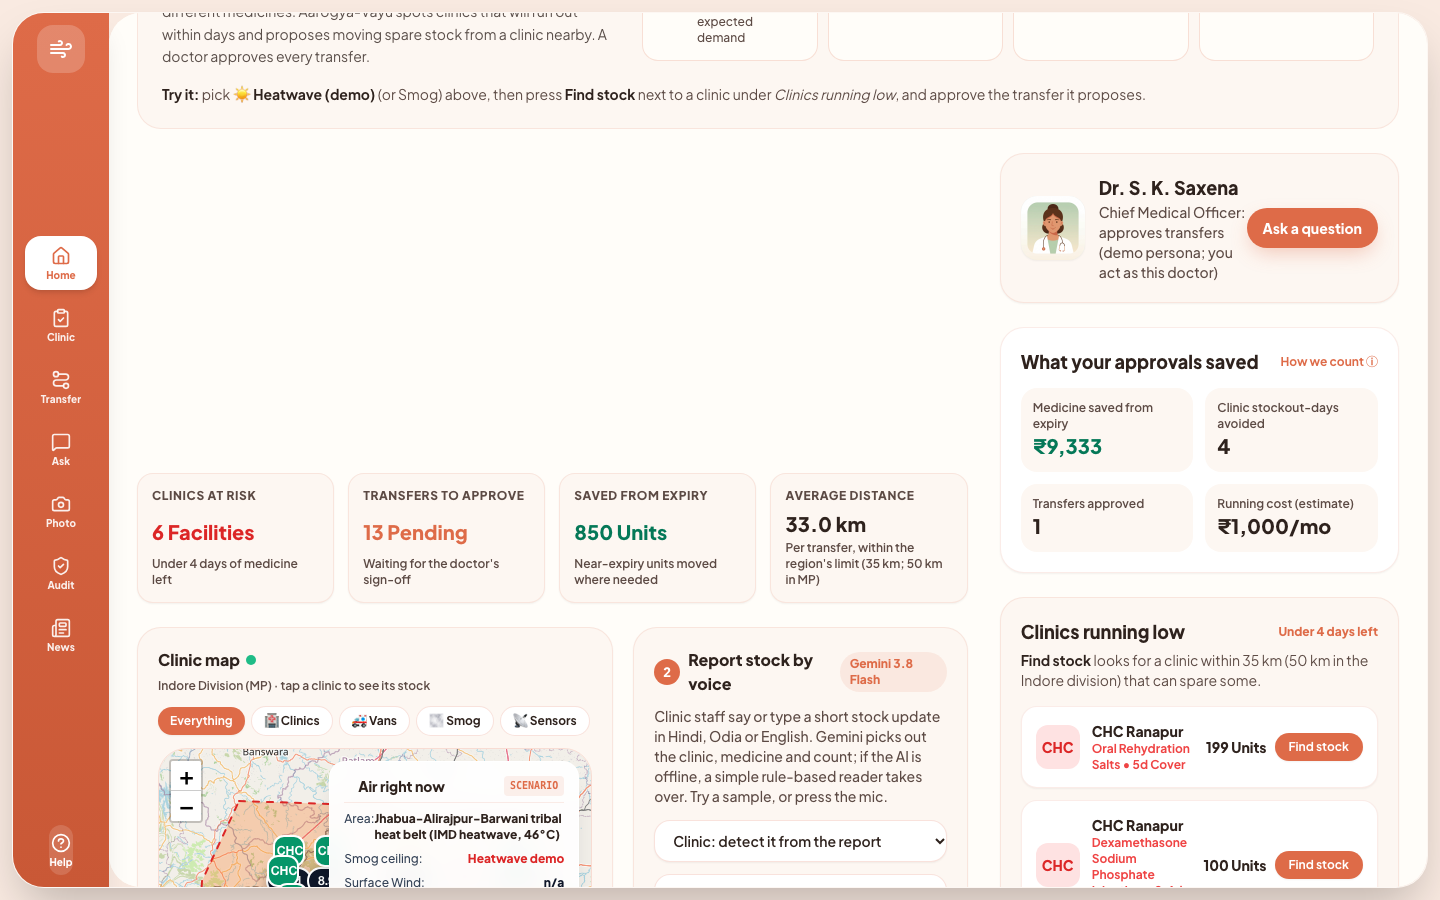 within days and proposes moving spare stock from a clinic nearby. A
doctor approves every transfer.
expected
demand
Try it: pick ☀️ Heatwave (demo) (or Smog) above, then press Find stock next to a clinic under Clinics running low, and approve the transfer it proposes.
Home
Clinic
Transfer
Ask
Photo
Audit
News
Help
Dr. S. K. Saxena
Chief Medical Officer:
approves transfers
(demo persona; you
act as this doctor)
Ask a question
What your approvals saved
How we count ⓘ
Medicine saved from
expiry
₹9,333
Clinic stockout-days
avoided
4
Transfers approved
1
Running cost (estimate)
₹1,000/mo
CLINICS AT RISK
6 Facilities
Under 4 days of medicine
left
TRANSFERS TO APPROVE
13 Pending
Waiting for the doctor's
sign-off
SAVED FROM EXPIRY
850 Units
Near-expiry units moved
where needed
AVERAGE DISTANCE
33.0 km
Per transfer, within the
region's limit (35 km; 50 km
in MP)
Clinic map
Indore Division (MP) · tap a clinic to see its stock
Everything
🏥 Clinics
🚑 Vans
🌫️ Smog
📡 Sensors
Banswara
+
−
CHC
CHC
Air right now
SCENARIO
Area: Jhabua-Alirajpur-Barwani tribal
heat belt (IMD heatwave, 46°C)
Smog ceiling: Heatwave demo
Surface Wind: n/a
2
Report stock by
voice
Gemini 3.8
Flash
Clinic staff say or type a short stock update
in Hindi, Odia or English. Gemini picks out
the clinic, medicine and count; if the AI is
offline, a simple rule-based reader takes
over. Try a sample, or press the mic.
Clinic: detect it from the report
Clinics running low
Under 4 days left
Find stock looks for a clinic within 35 km (50 km in the
Indore division) that can spare some.
CHC
CHC Ranapur
Oral Rehydration
Salts • 5d Cover
199 Units
Find stock
CHC
CHC Ranapur
Dexamethasone
Sodium
Phosphate
100 Units
Find stock